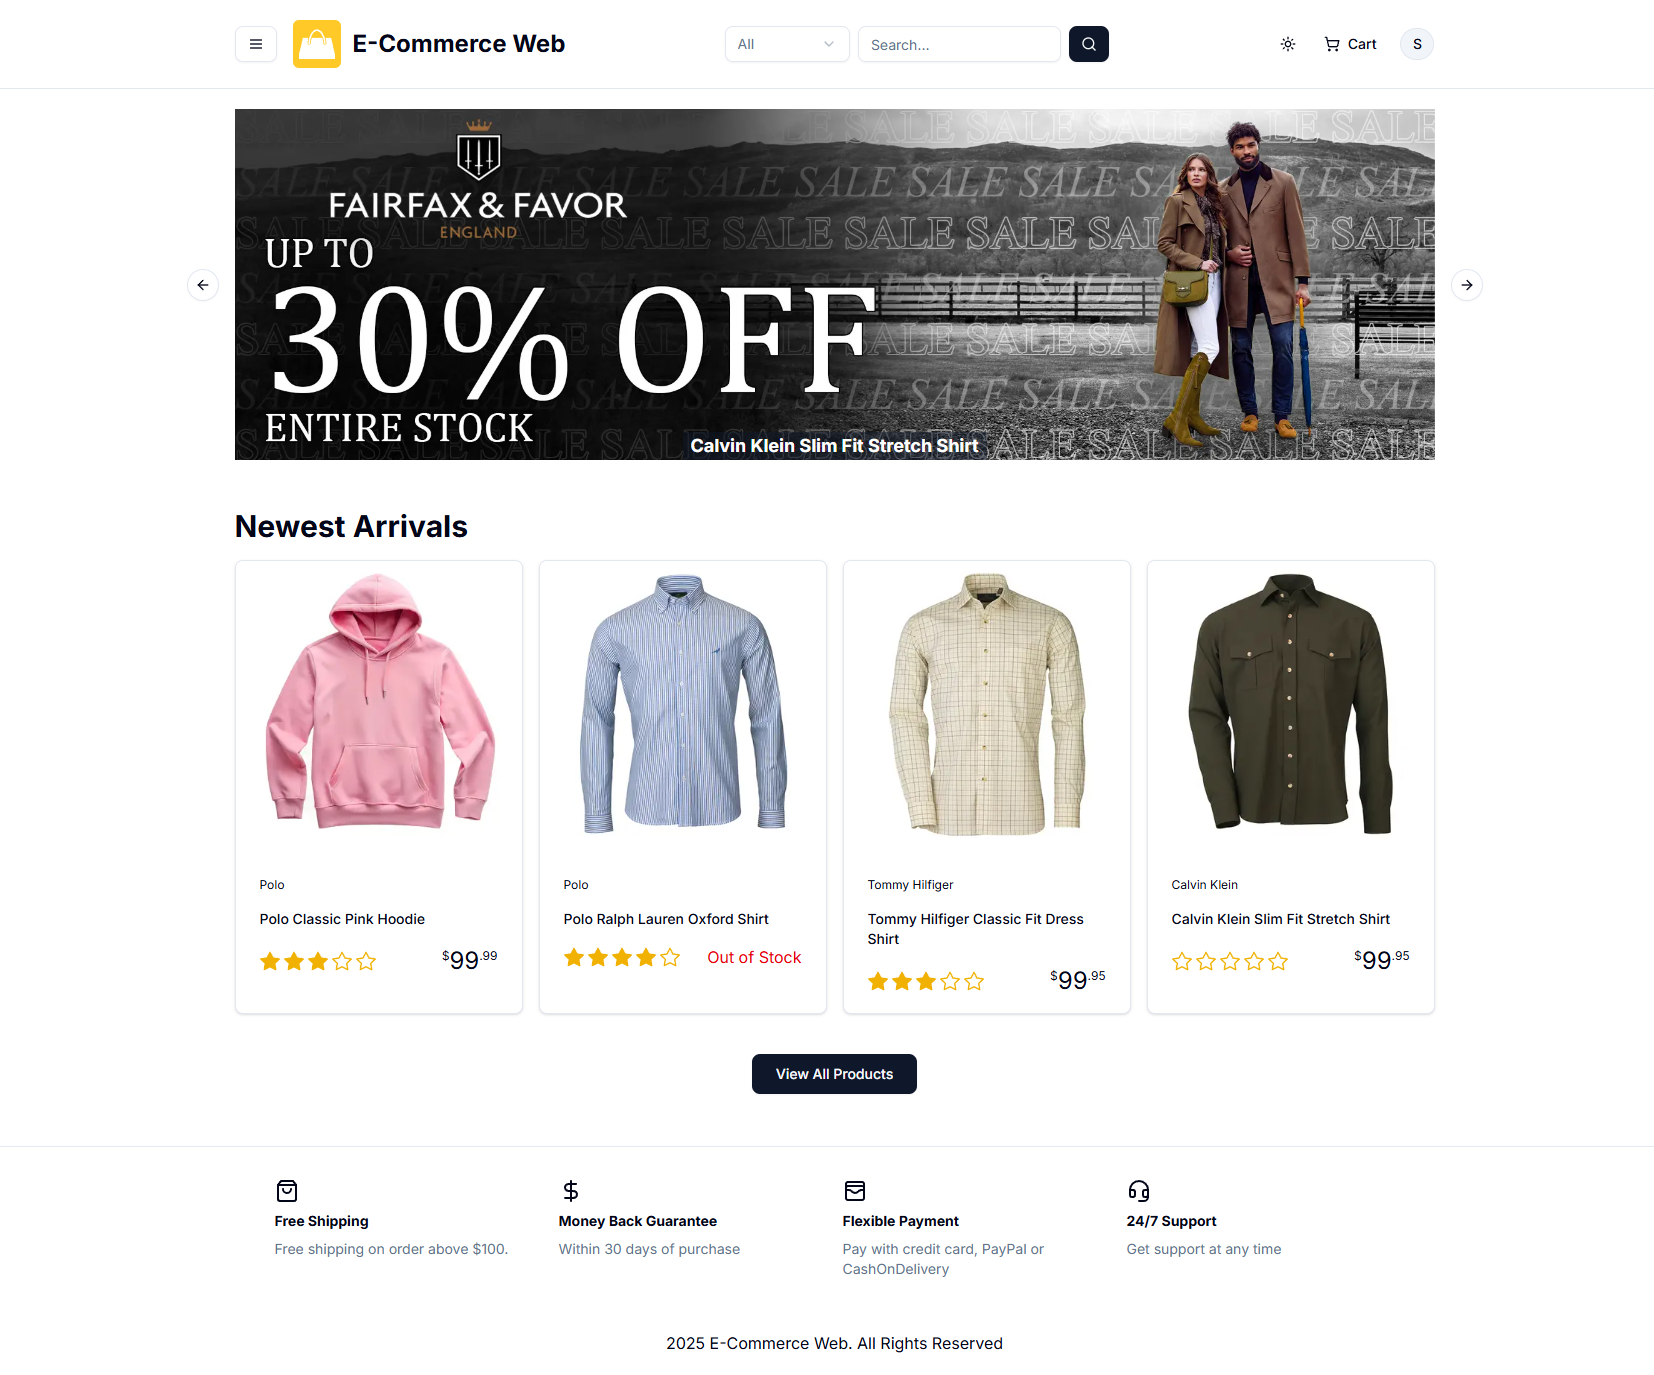 E-Commerce Web
All
Search...
Cart
S
FAIRFAX & FAVOR
ENGLAND
UP TO
30% OFF
ENTIRE STOCK
SALE SALE SALE SALE SALE SALE SALE SALE
Calvin Klein Slim Fit Stretch Shirt
Newest Arrivals
Polo
Polo Classic Pink Hoodie
$99.99
Polo
Polo Ralph Lauren Oxford Shirt
Out of Stock
Tommy Hilfiger
Tommy Hilfiger Classic Fit Dress
Shirt
$99.95
Calvin Klein
Calvin Klein Slim Fit Stretch Shirt
$99.95
View All Products
Free Shipping
Free shipping on order above $100.
Money Back Guarantee
Within 30 days of purchase
Flexible Payment
Pay with credit card, PayPal or
CashOnDelivery
24/7 Support
Get support at any time
2025 E-Commerce Web. All Rights Reserved